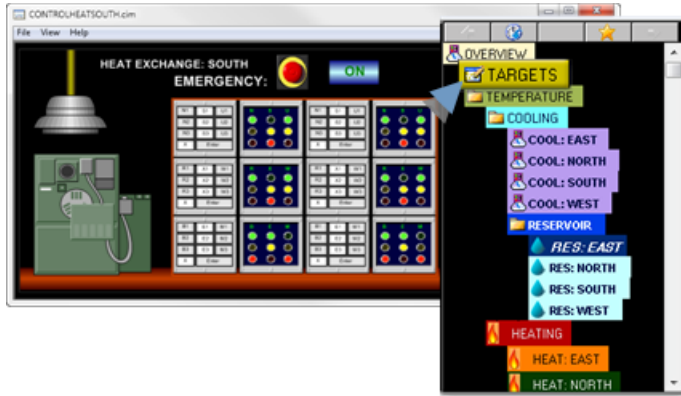 CONTROLHEATSOUTH.cim
File View Help
HEAT EXCHANGE: SOUTH
EMERGENCY:
ON
OVERVIEW
TARGETS
TEMPERATURE
COOLING
COOL: EAST
COOL: NORTH
COOL: SOUTH
COOL: WEST
RESERVOIR
RES: EAST
RES: NORTH
RES: SOUTH
RES: WEST
HEATING
HEAT: EAST
HEAT: NORTH